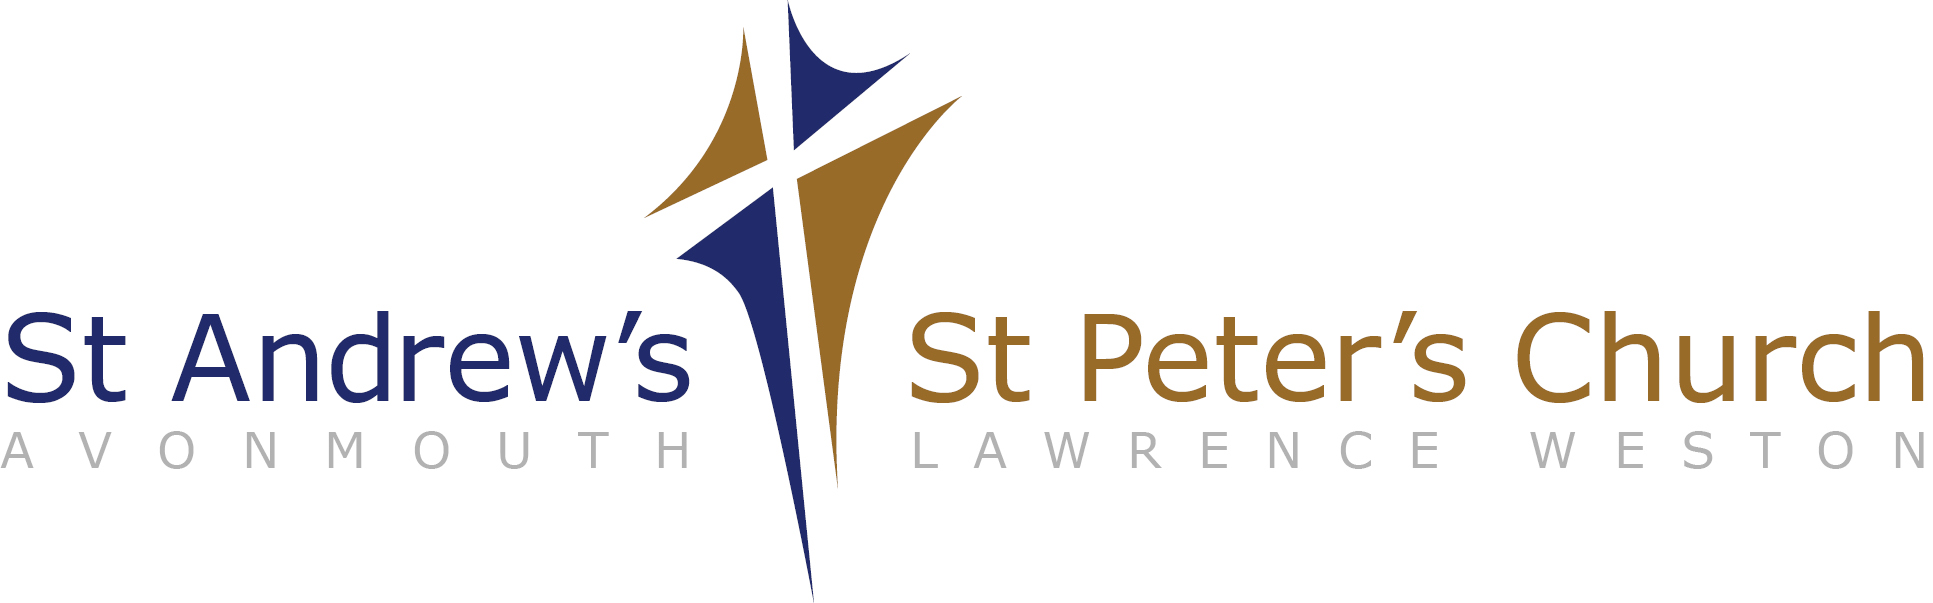 St Andrew’s
AVONMOUTH
St Peter’s Church
LAWRENCE WESTON